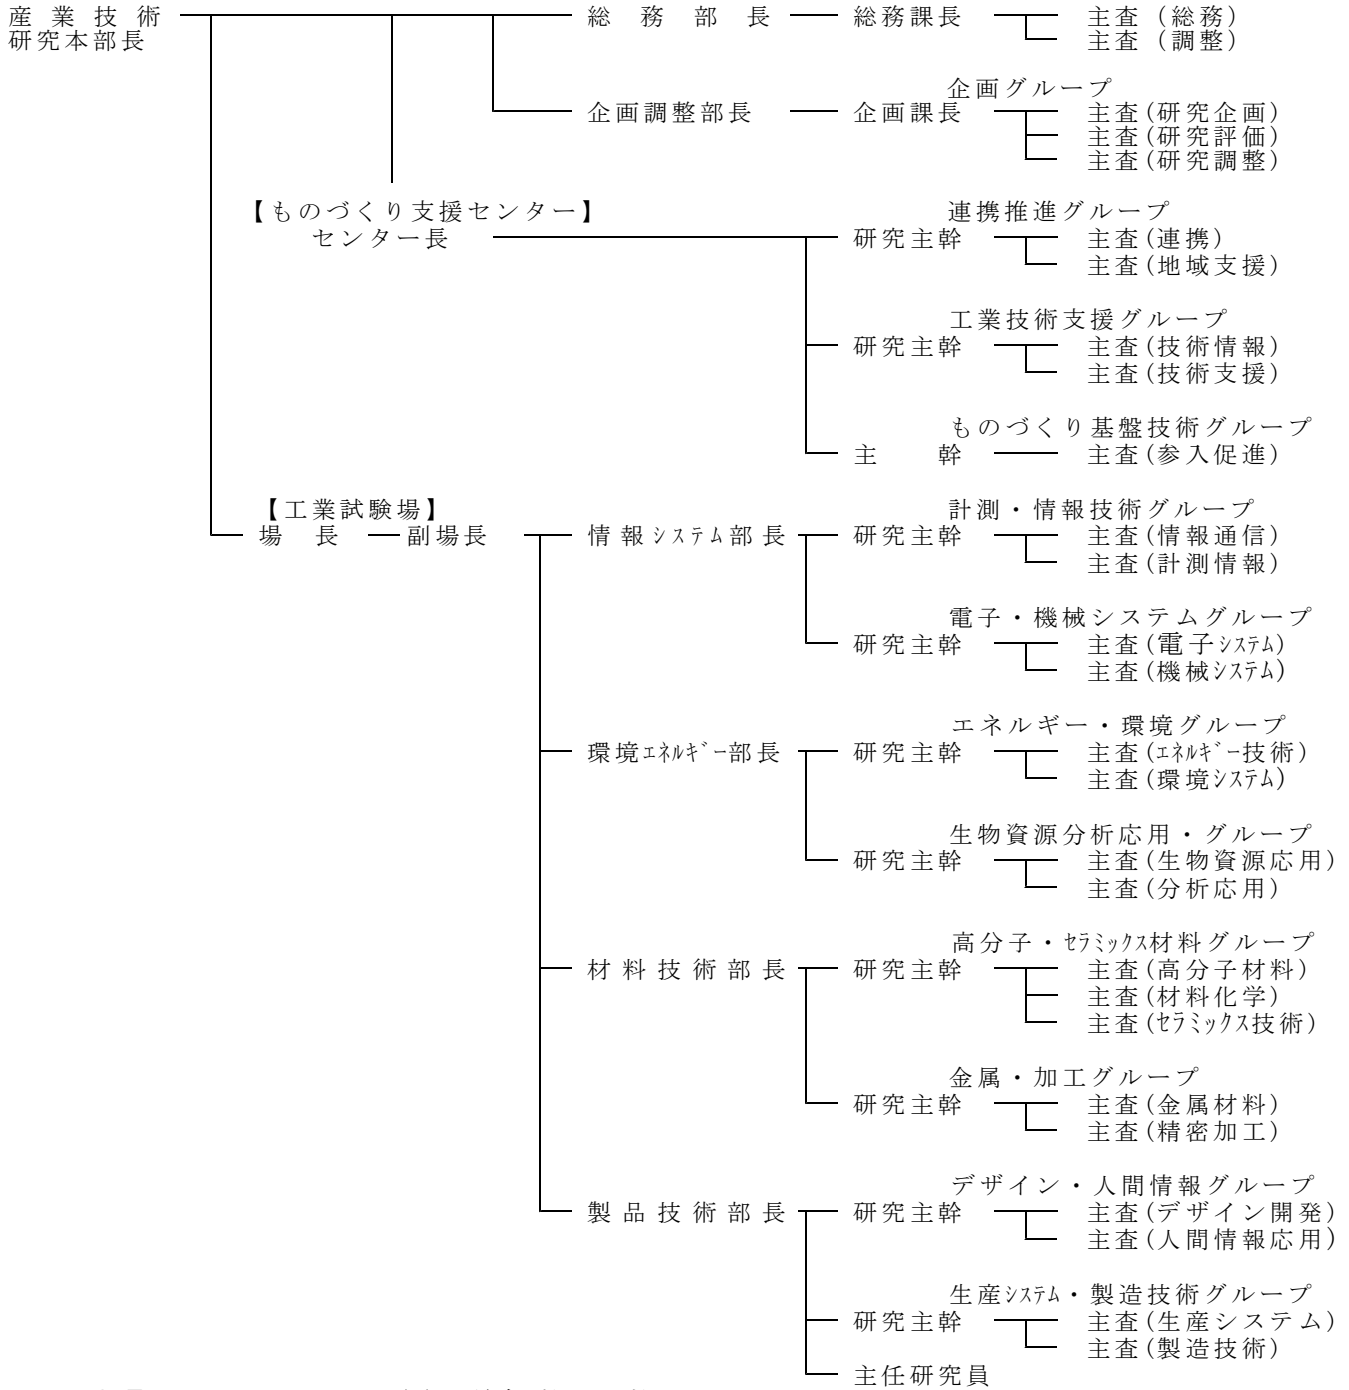 産業技術 総務部長 総務課長 主査(総務)
研究本部長 主査(調整)
企画グループ
企画調整部長 企画課長 主査(研究企画)
主査(研究評価)
主査(研究調整)
【ものづくり支援センター】 連携推進グループ
センター長 研究主幹 主査(連携)
主査(地域支援)
工業技術支援グループ
研究主幹 主査(技術情報)
主査(技術支援)
ものづくり基盤技術グループ
主幹 主査(参入促進)
【工業試験場】 計測・情報技術グループ
場長 副場長 情報システム部長 研究主幹 主査(情報通信)
主査(計測情報)
電子・機械システムグループ
研究主幹 主査(電子システム)
主査(機械システム)
エネルギー・環境グループ
環境エネルギー部長 研究主幹 主査(エネルギー技術)
主査(環境システム)
生物資源分析応用・グループ
研究主幹 主査(生物資源応用)
主査(分析応用)
高分子・セラミックス材料グループ
材料技術部長 研究主幹 主査(高分子材料)
主査(材料化学)
主査(セラミックス技術)
金属・加工グループ
研究主幹 主査(金属材料)
主査(精密加工)
デザイン・人間情報グループ
製品技術部長 研究主幹 主査(デザイン開発)
主査(人間情報応用)
生産システム・製造技術グループ
研究主幹 主査(生産システム)
主査(製造技術)
主任研究員